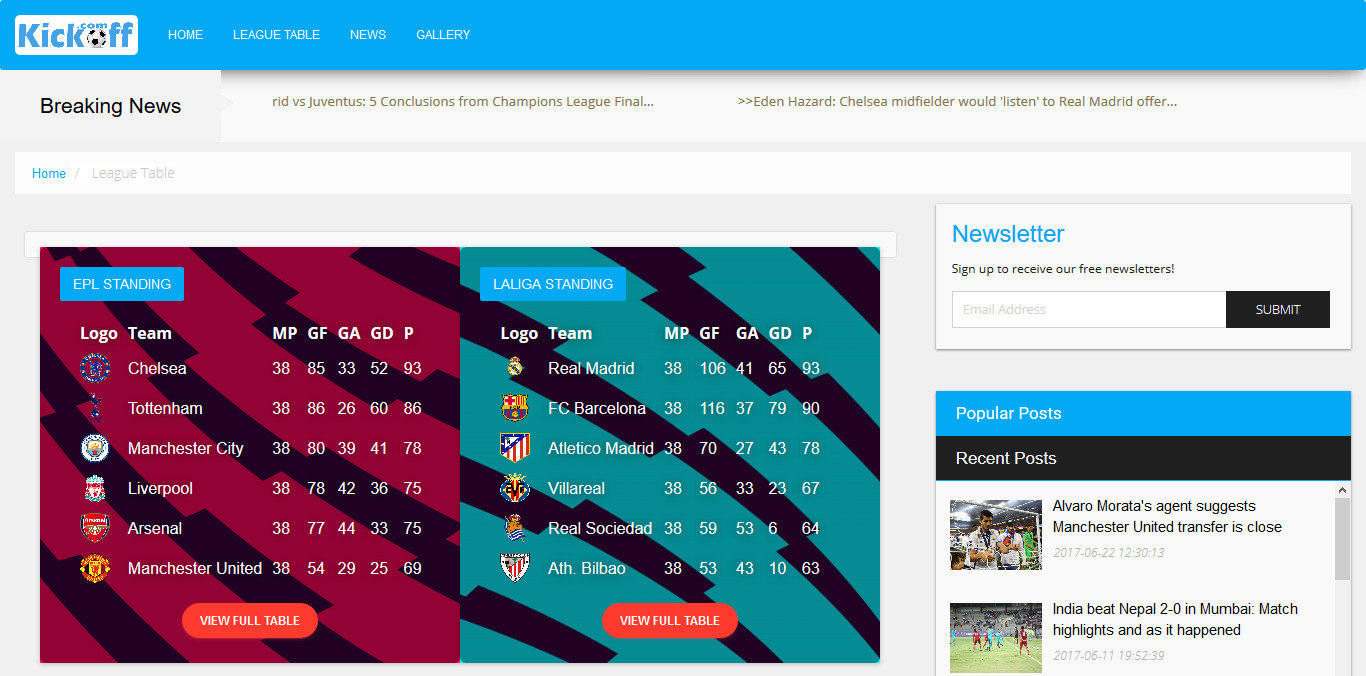 Kickoff
.com
HOME LEAGUE TABLE NEWS GALLERY
Breaking News
rid vs Juventus: 5 Conclusions from Champions League Final... >>Eden Hazard: Chelsea midfielder would 'listen' to Real Madrid offer...
Home / League Table
EPL STANDING
Logo Team MP GF GA GD P
Chelsea 38 85 33 52 93
Tottenham 38 86 26 60 86
Manchester City 38 80 39 41 78
Liverpool 38 78 42 36 75
Arsenal 38 77 44 33 75
Manchester United 38 54 29 25 69
VIEW FULL TABLE
LALIGA STANDING
Logo Team MP GF GA GD P
Real Madrid 38 106 41 65 93
FC Barcelona 38 116 37 79 90
Atletico Madrid 38 70 27 43 78
Villareal 38 56 33 23 67
Real Sociedad 38 59 53 6 64
Ath. Bilbao 38 53 43 10 63
VIEW FULL TABLE
Newsletter
Sign up to receive our free newsletters!
Email Address SUBMIT
Popular Posts
Recent Posts
Alvaro Morata's agent suggests
Manchester United transfer is close
2017-06-22 12:30:13
India beat Nepal 2-0 in Mumbai: Match
highlights and as it happened
2017-06-11 19:52:39